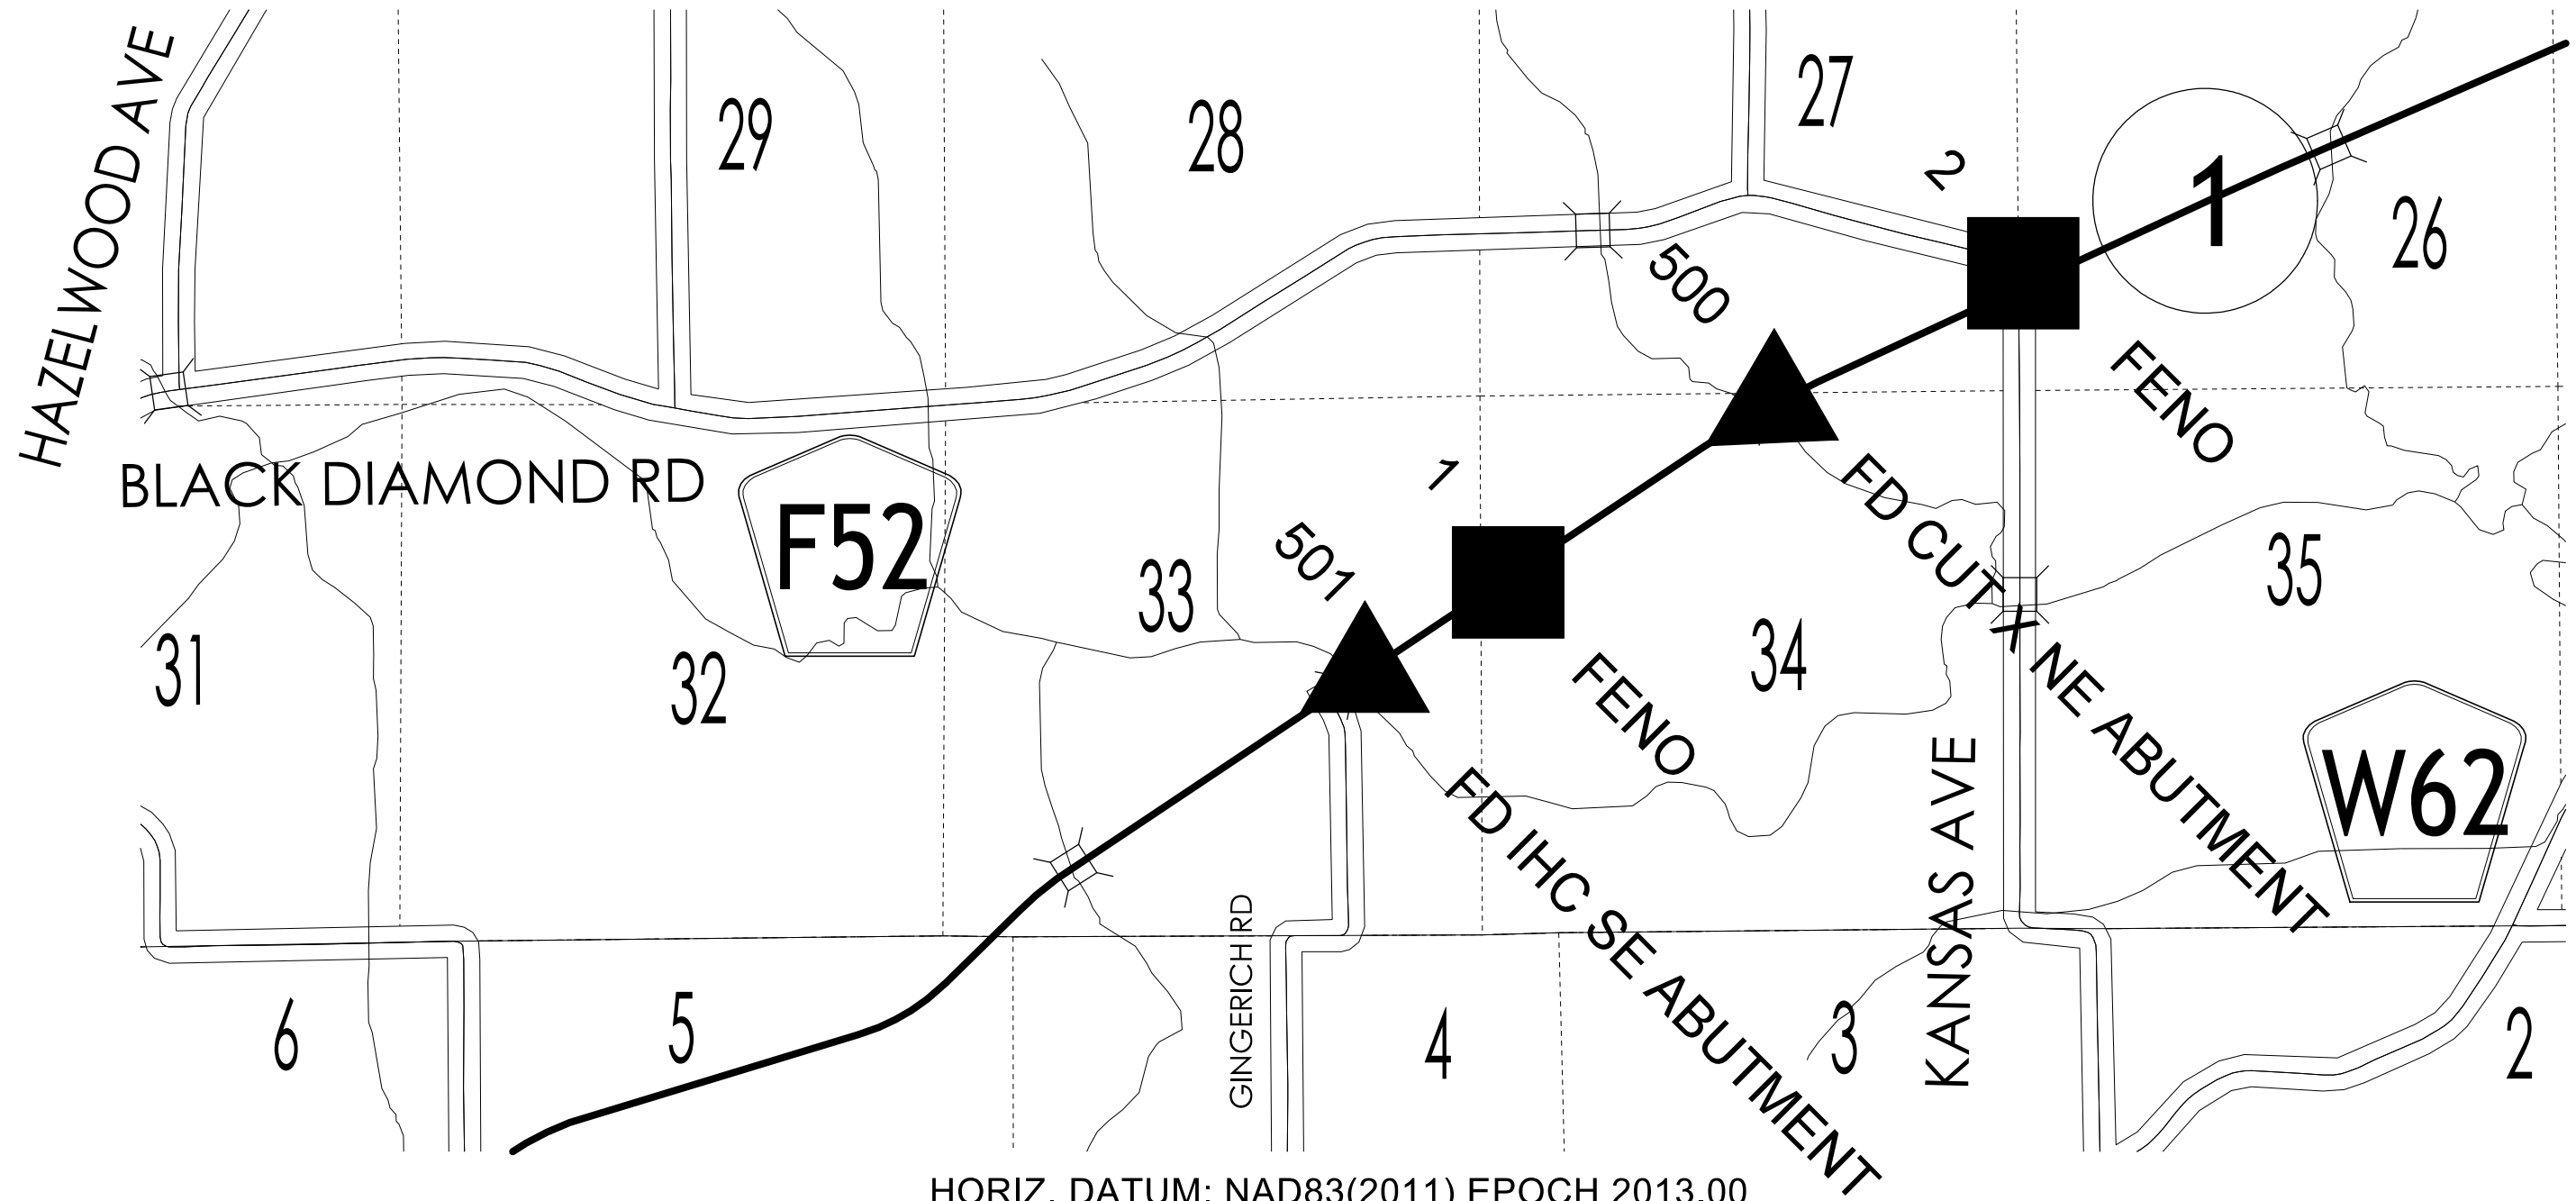 HAZELWOOD AVE
29
28
27
2
1
26
500
FENO
BLACK DIAMOND RD
F52
1
501
33
FD CUT X NE ABUTMENT
35
31
32
34
FENO
W62
FD IHC SE ABUTMENT
KANSAS AVE
GINGERICH RD
6
5
4
3
2
HORIZ. DATUM: NAD83(2011) EPOCH 2013.00